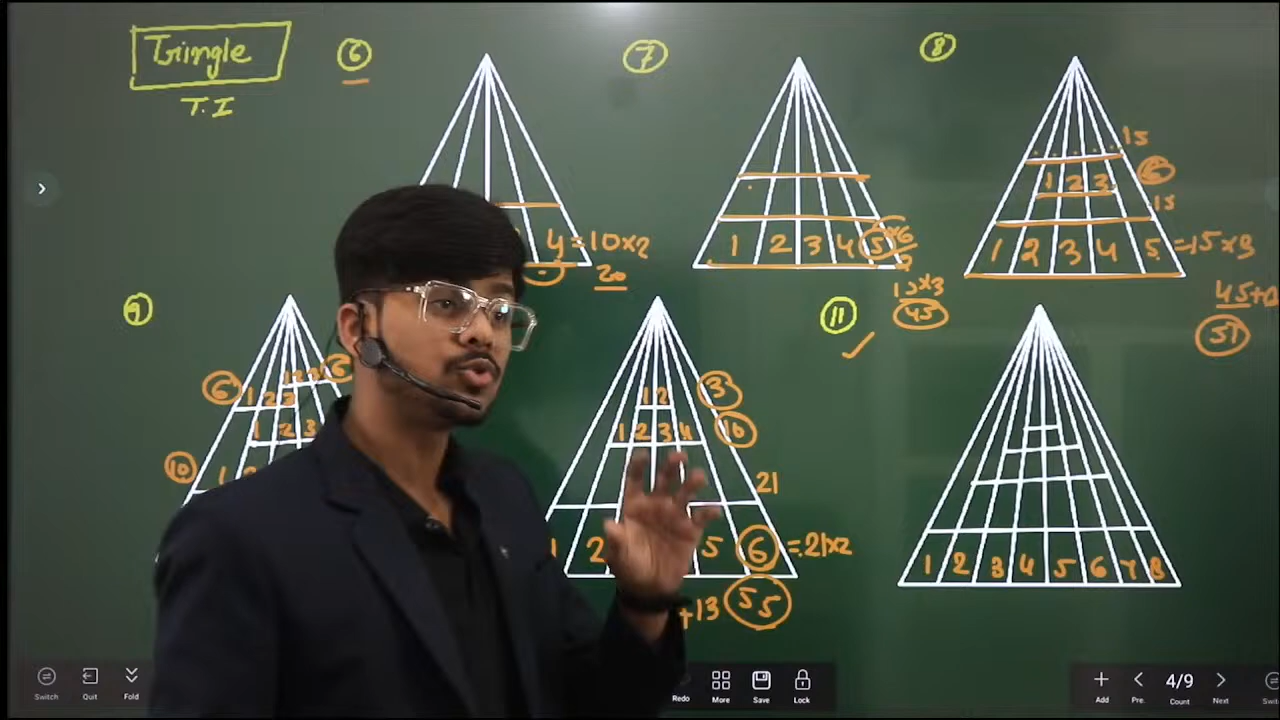 Tringle
T.I
6
7
8
15
1 2 3 6
15
4 = 10×2
20
1 2 3 4 5 ×6
2
15×3
45
1 2 3 4 5 = 15×3
45+
51
9
6 1 2 3
6
1 2 3
10 1
11
1 2 3
1 2 3 4 10
21
2 5 6 = 21×2
+13 55
1 2 3 4 5 6 7 8
Switch
Quit
Fold
Redo
More
Save
Lock
Add
Pre.
4/9
Count
Next